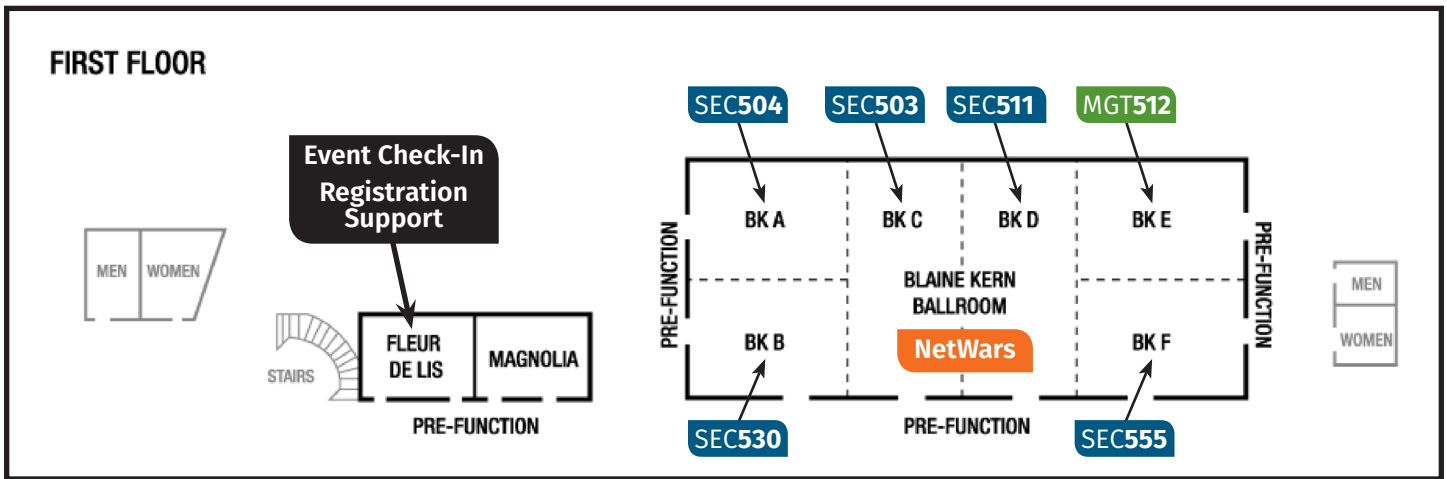 FIRST FLOOR
SEC504
SEC503
SEC511
MGT512
Event Check-In
Registration
Support
MEN
WOMEN
STAIRS
FLEUR
DE LIS
MAGNOLIA
PRE-FUNCTION
PRE-FUNCTION
BK A
BK C
BK D
BK E
BLAINE KERN
BALLROOM
NetWars
BK B
BK F
PRE-FUNCTION
PRE-FUNCTION
SEC530
SEC555
MEN
WOMEN